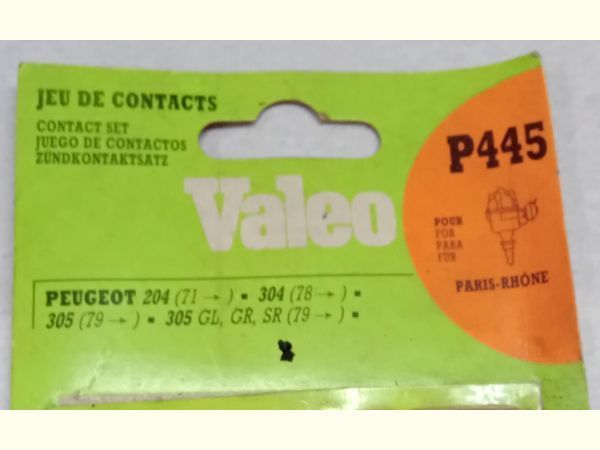 JEU DE CONTACTS
CONTACT SET
JUEGO DE CONTACTOS
ZÜNDKONTAKTSATZ
Valeo
P445
POUR
FOR
PARA
FÜR
PARIS-RHÔNE
PEUGEOT 204 (71 → ) ▪ 304 (78 → ) ▪
305 (79 → ) ▪ 305 GL, GR, SR (79 → ) ▪